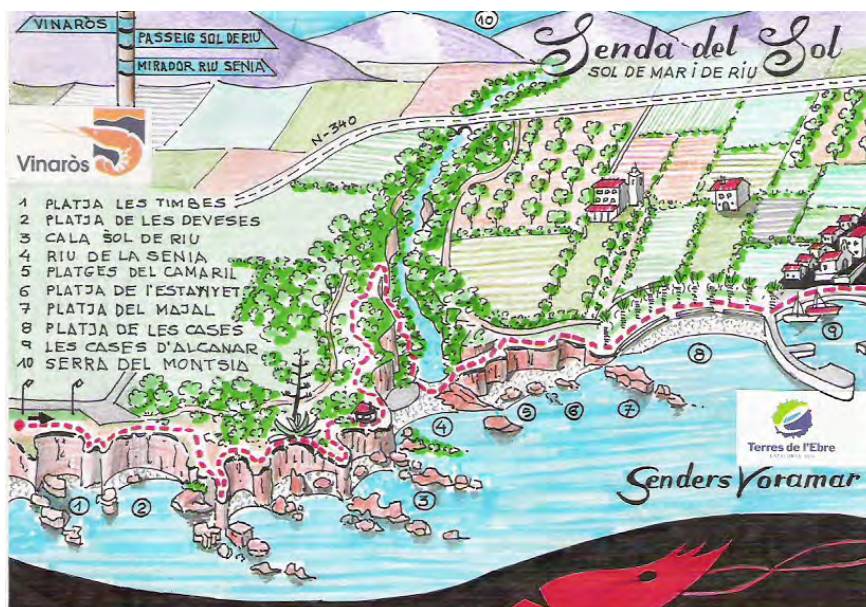 VINARÒS
PASSEIG SOL DE RIU
MIRADOR RIU SENIA
10
Senda del Sol
SOL DE MAR I DE RIU
N-340
Vinaròs
1 PLATJA LES TIMBES
2 PLATJA DE LES DEVESES
3 CALA SOL DE RIU
4 RIU DE LA SENIA
5 PLATGES DEL CAMARIL
6 PLATJA DE l'ESTANYET
7 PLATJA DEL MAJAL
8 PLATJA DE LES CASES
9 LES CASES D'ALCANAR
10 SERRA DEL MONTSIA
9
8
7
6
5
4
3
2
1
Terres de l'Ebre
Senders Voramar